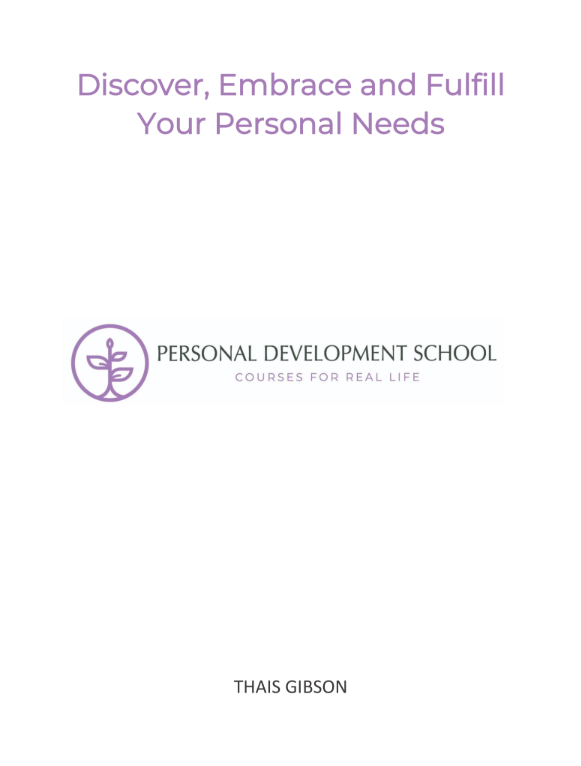 Discover, Embrace and Fulfill
Your Personal Needs
PERSONAL DEVELOPMENT SCHOOL
COURSES FOR REAL LIFE
THAIS GIBSON